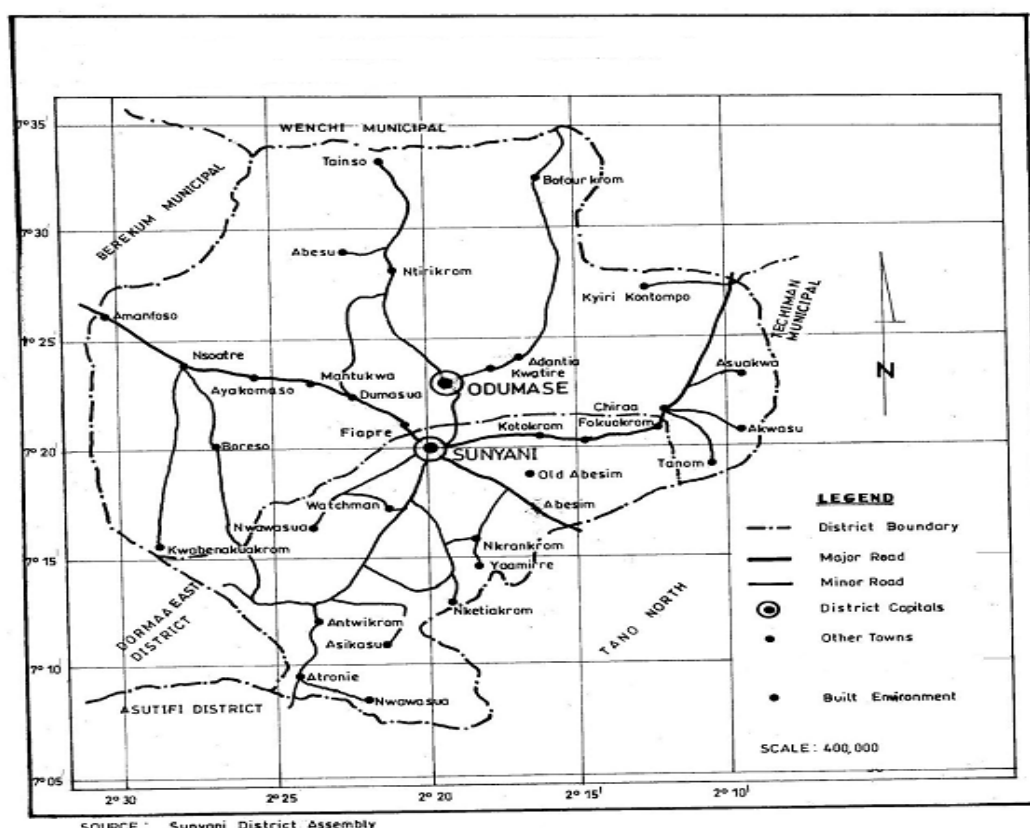 7° 35'
WENCHI MUNICIPAL
Tainso
Bofourkrom
BEREKUM MUNICIPAL
7° 30'
Abesu
Ntirikrom
Kyiri Kontompo
TECHIMAN MUNICIPAL
Amanfoso
7° 25'
Nsoatre
Adantia
Kwatire
Asuakwa
N
Mantukwa
ODUMASE
Ayakomaso
Dumasua
Chiraa
Fiapre
Kotokrom
Fokuokrom
Akwasu
7° 20'
Boreso
SUNYANI
Tanom
Old Abesim
LEGEND
Watchman
Abesim
District Boundary
Nwawasua
Nkrankrom
Kwabenakuakrom
7° 15'
Major Road
Yaamirre
Minor Road
DORMAA EAST
DISTRICT
Nketiakrom
TANO NORTH
District Capitals
Antwikrom
Asikasu
Other Towns
7° 10'
Atronie
Nwawasua
Built Environment
ASUTIFI DISTRICT
SCALE : 400,000
7° 05'
2° 30
2° 25'
2° 20
2° 15'
2° 10'
SOURCE : Sunyani District Assembly